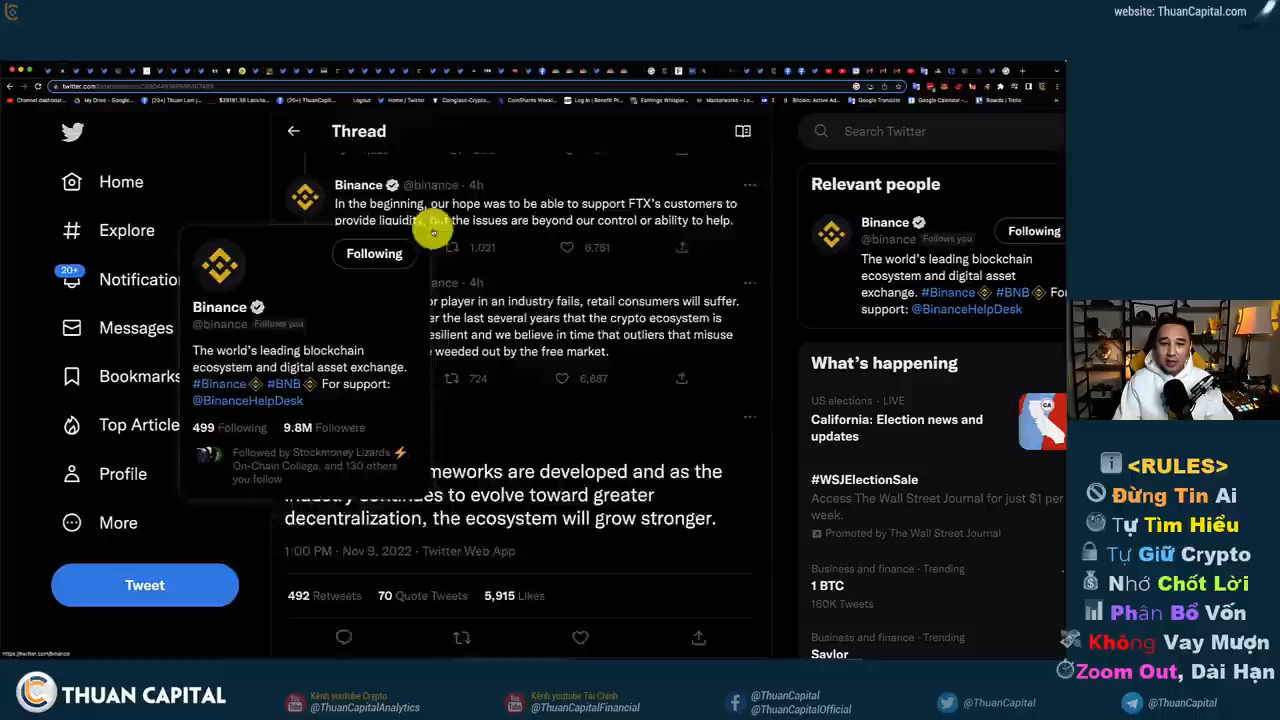 website: ThuanCapital.com
Thread
Search Twitter
Home
Explore
20+
Notification
Messages
Bookmarks
Top Article
Profile
More
Tweet
Binance @binance · 4h
In the beginning, our hope was to be able to support FTX's customers to
provide liquidity, but the issues are beyond our control or ability to help.
1,021
6,751
Following
Binance
@binance Follows you
The world's leading blockchain
ecosystem and digital asset exchange.
#Binance #BNB For support:
@BinanceHelpDesk
499 Following 9.8M Followers
Followed by Stockmoney Lizards
On-Chain College, and 130 others
you follow
ance · 4h
or player in an industry fails, retail consumers will suffer.
er the last several years that the crypto ecosystem is
esilient and we believe in time that outliers that misuse
e weeded out by the free market.
724
6,687
meworks are developed and as the
industry continues to evolve toward greater
decentralization, the ecosystem will grow stronger.
1:00 PM · Nov 9, 2022 · Twitter Web App
492 Retweets 70 Quote Tweets 5,915 Likes
Relevant people
Binance
@binance Follows you
Following
The world's leading blockchain
ecosystem and digital asset
exchange. #Binance #BNB For
support: @BinanceHelpDesk
What's happening
US elections · LIVE
California: Election news and
updates
#WSJElectionSale
Access The Wall Street Journal for just $1 per
week.
Promoted by The Wall Street Journal
Business and finance · Trending
1 BTC
160K Tweets
Business and finance · Trending
Saylor
https://twitter.com/binance
<RULES>
Đừng Tin Ai
Tự Tìm Hiểu
Tự Giữ Crypto
Nhớ Chốt Lời
Phân Bổ Vốn
Không Vay Mượn
Zoom Out, Dài Hạn
THUAN CAPITAL
Kênh youtube Crypto
@ThuanCapitalAnalytics
Kênh youtube Tài Chính
@ThuanCapitalFinancial
@ThuanCapital
@ThuanCapitalOfficial
@ThuanCapital
@ThuanCapital